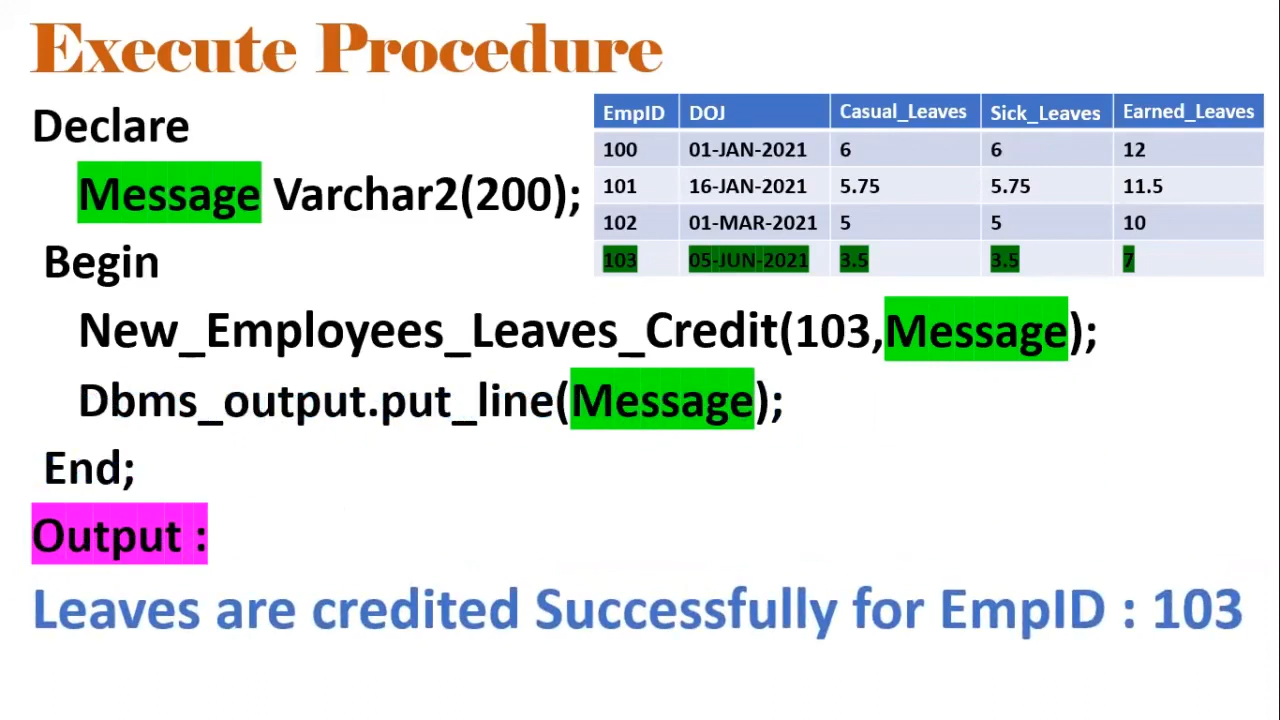 Execute Procedure
Declare
Message Varchar2(200);
Begin
New_Employees_Leaves_Credit(103,Message);
Dbms_output.put_line(Message);
End;
Output :
Leaves are credited Successfully for EmpID : 103
EmpID DOJ Casual_Leaves Sick_Leaves Earned_Leaves
100 01-JAN-2021 6 6 12
101 16-JAN-2021 5.75 5.75 11.5
102 01-MAR-2021 5 5 10
103 05-JUN-2021 3.5 3.5 7